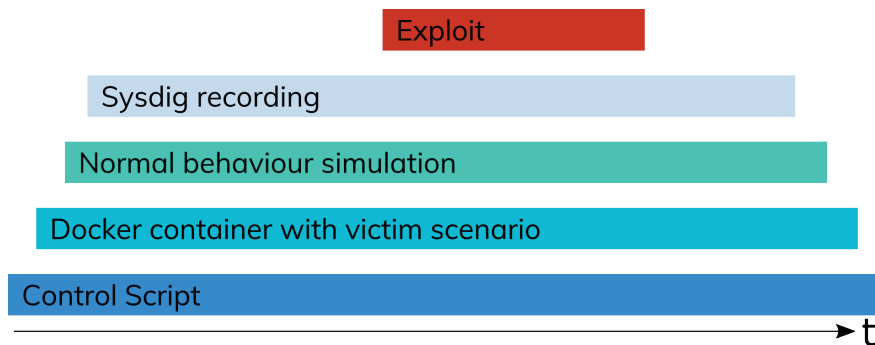 Exploit
Sysdig recording
Normal behaviour simulation
Docker container with victim scenario
Control Script
t